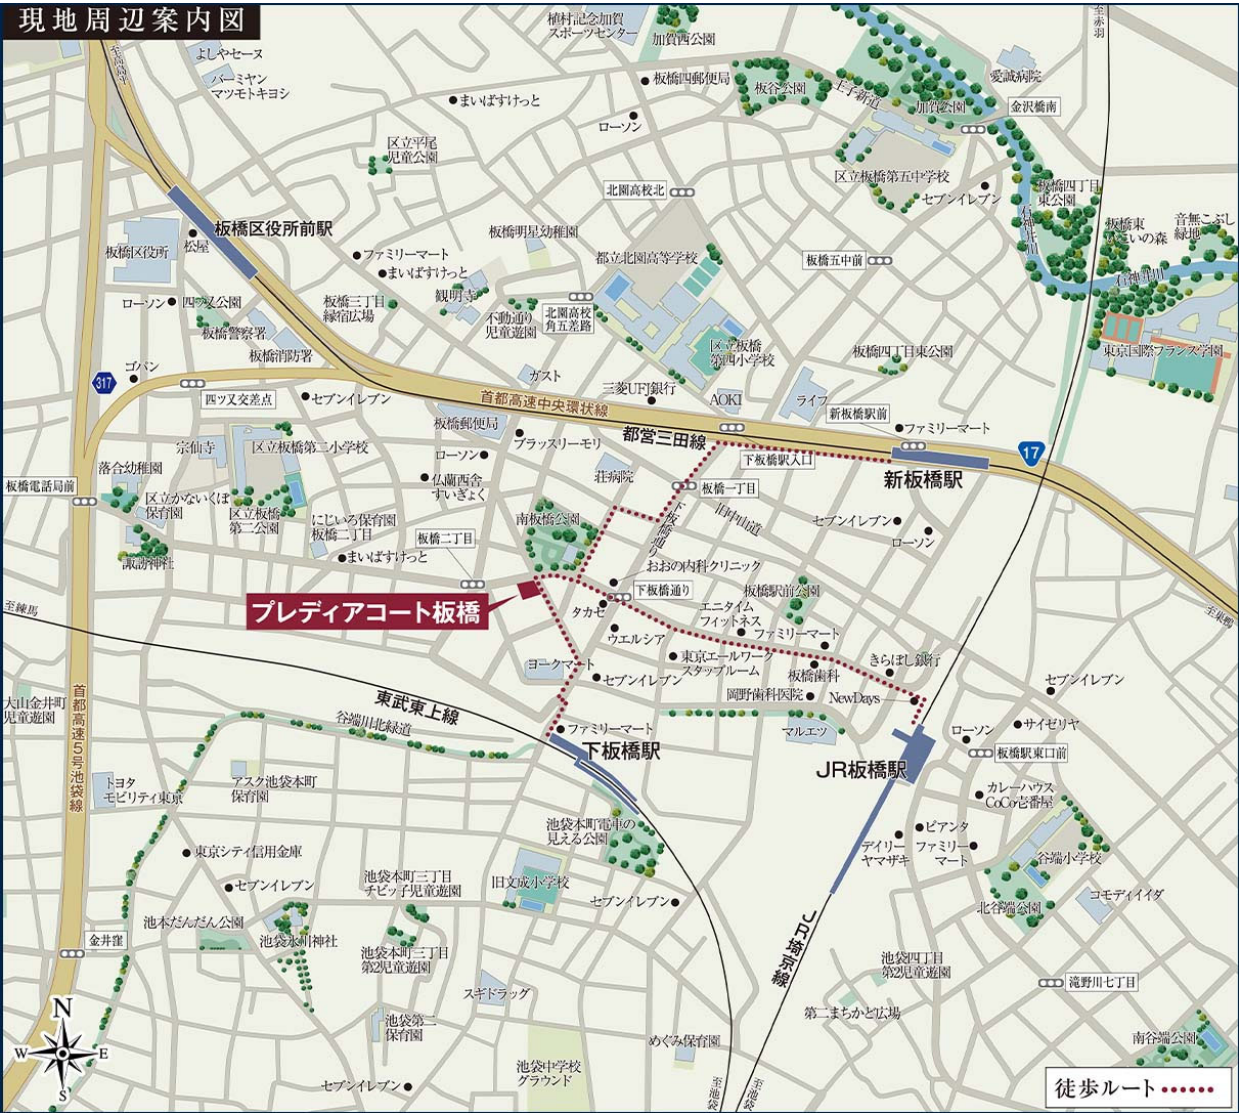 現地周辺案内図
至高島平
よしやセーヌ
バーミヤン
マツモトキヨシ
植村記念加賀
スポーツセンター
加賀西公園
至赤羽
愛誠病院
板橋四郵便局
板谷公園
王子新道
加賀公園
金沢橋南
まいばすけっと
ローソン
区立平尾
児童公園
区立板橋第五中学校
北園高校北
セブンイレブン
板橋四丁目
東公園
石神井川
板橋東
いこいの森
音無こぶし
緑地
板橋区役所前駅
松屋
板橋区役所
板橋明星幼稚園
ファミリーマート
まいばすけっと
都立北園高等学校
板橋五中前
石神井川
ローソン
四ツ又公園
板橋三丁目
縁宿広場
観明寺
不動通り
児童遊園
北園高校
角五差路
板橋警察署
板橋消防署
区立板橋
第四小学校
板橋四丁目東公園
東京国際フランス学園
ゴバン
317
四ツ又交差点
セブンイレブン
ガスト
三菱UFJ銀行
首都高速中央環状線
AOKI
ライフ
新板橋駅前
ファミリーマート
板橋郵便局
ブラッスリーモリ
都営三田線
下板橋駅入口
17
新板橋駅
宗仙寺
区立板橋第二小学校
ローソン
落合幼稚園
仏蘭西舎
すいぎょく
荘病院
板橋一丁目
板橋電話局前
区立かないくぼ
保育園
区立板橋
第二公園
にじいろ保育園
板橋二丁目
南板橋公園
下板橋通り
旧中山道
セブンイレブン
ローソン
諏訪神社
まいばすけっと
板橋二丁目
おおの内科クリニック
至練馬
プレディアコート板橋
タカセ
下板橋通り
板橋駅前公園
エニタイム
フィットネス
ファミリーマート
至巣鴨
ウエルシア
東京エールワーク
スタッフルーム
板橋歯科
きらぼし銀行
ヨークマート
セブンイレブン
岡野歯科医院
NewDays
セブンイレブン
大山金井町
児童遊園
首都高速5号池袋線
東武東上線
谷端川北緑道
ファミリーマート
下板橋駅
マルエツ
ローソン
サイゼリヤ
JR板橋駅
板橋駅東口前
トヨタ
モビリティ東京
アスク池袋本町
保育園
カレーハウス
CoCo壱番屋
池袋本町電車の
見える公園
デイリー
ヤマザキ
ビアンタ
ファミリー
マート
谷端小学校
東京シティ信用金庫
セブンイレブン
池袋本町三丁目
チビッ子児童遊園
旧文成小学校
セブンイレブン
北谷端公園
コモディイイダ
池本だんだん公園
金井窪
池袋氷川神社
池袋本町三丁目
第2児童遊園
JR埼京線
池袋四丁目
第2児童遊園
滝野川七丁目
スギドラッグ
第二まちかど広場
池袋第二
保育園
めぐみ保育園
南谷端公園
池袋中学校
グラウンド
セブンイレブン
至池袋
至池袋
N
W
E
S
徒歩ルート